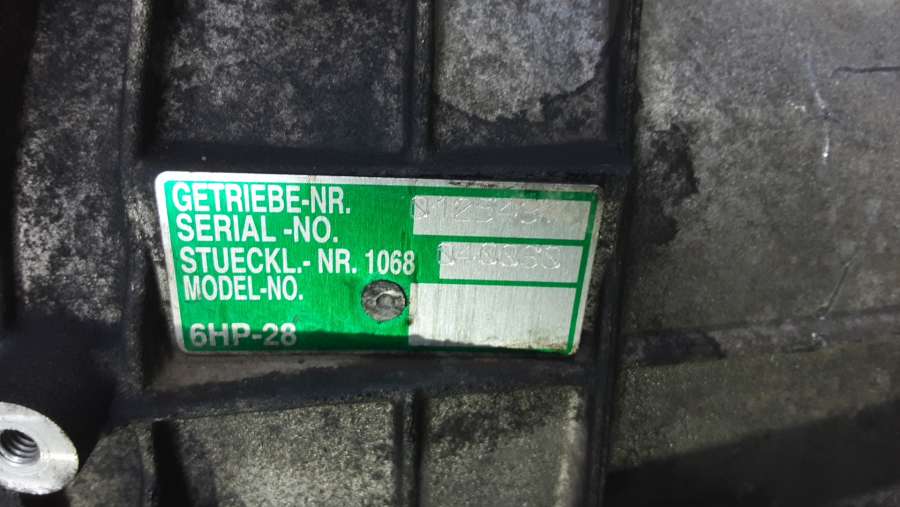 GETRIEBE-NR.
SERIAL -NO.
STUECKL.- NR. 1068
MODEL-NO.
6HP-28